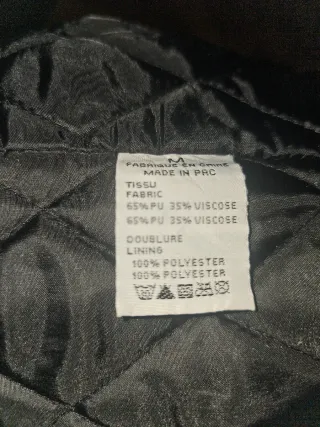 M
FABRIQUE EN CHINE
MADE IN PRC
TISSU
FABRIC
65% PU 35% VISCOSE
65% PU 35% VISCOSE
DOUBLURE
LINING
100% POLYESTER
100% POLYESTER